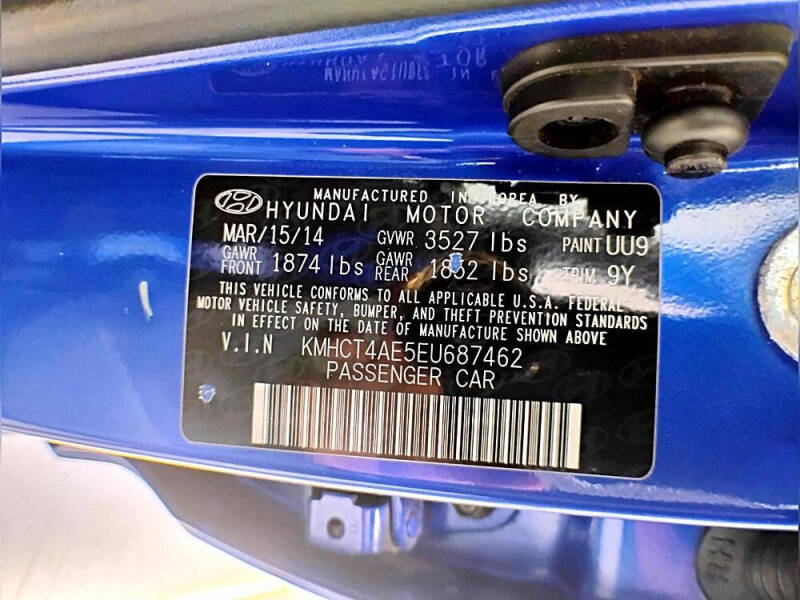 MANUFACTURED IN KOREA BY
HYUNDAI MOTOR COMPANY
MAR/15/14 GVWR 3527 lbs PAINT UU9
GAWR FRONT 1874 lbs GAWR REAR lbs TRIM 9Y
THIS VEHICLE CONFORMS TO ALL APPLICABLE U.S.A. FEDERAL
MOTOR VEHICLE SAFETY, BUMPER, AND THEFT PREVENTION STANDARDS
IN EFFECT ON THE DATE OF MANUFACTURE SHOWN ABOVE
V.I.N KMHCT4AE5EU687462
PASSENGER CAR
RH